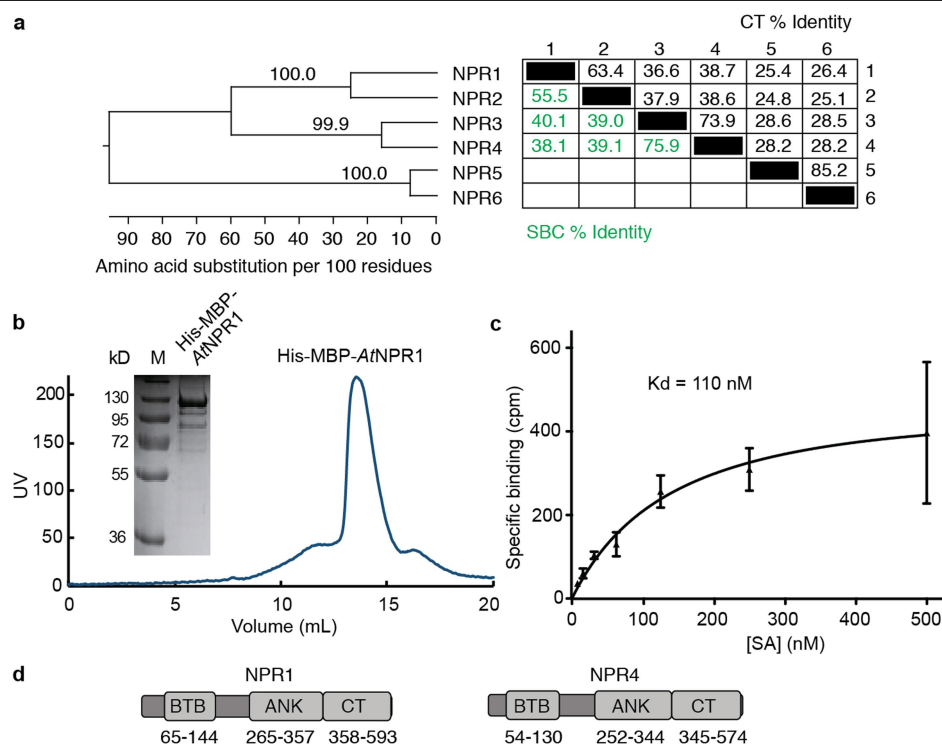 a
CT % Identity
1 2 3 4 5 6
100.0 NPR1 63.4 36.6 38.7 25.4 26.4 1
NPR2 55.5 37.9 38.6 24.8 25.1 2
99.9 NPR3 40.1 39.0 73.9 28.6 28.5 3
NPR4 38.1 39.1 75.9 28.2 28.2 4
100.0 NPR5 85.2 5
NPR6 6
90 80 70 60 50 40 30 20 10 0
Amino acid substitution per 100 residues
SBC % Identity
b
kD M His-MBP-
AtNPR1
130
95
72
55
36
His-MBP-AtNPR1
UV
200
150
100
50
0
0 5 10 15 20
Volume (mL)
c
Kd = 110 nM
Specific binding (cpm)
600
400
200
0
0 100 200 300 400 500
[SA] (nM)
d
NPR1
BTB ANK CT
65-144 265-357 358-593
NPR4
BTB ANK CT
54-130 252-344 345-574